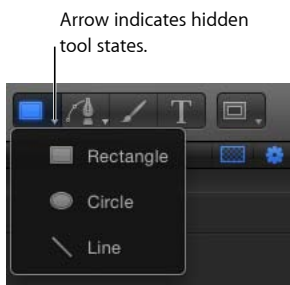 Arrow indicates hidden
tool states.
T
Rectangle
Circle
Line